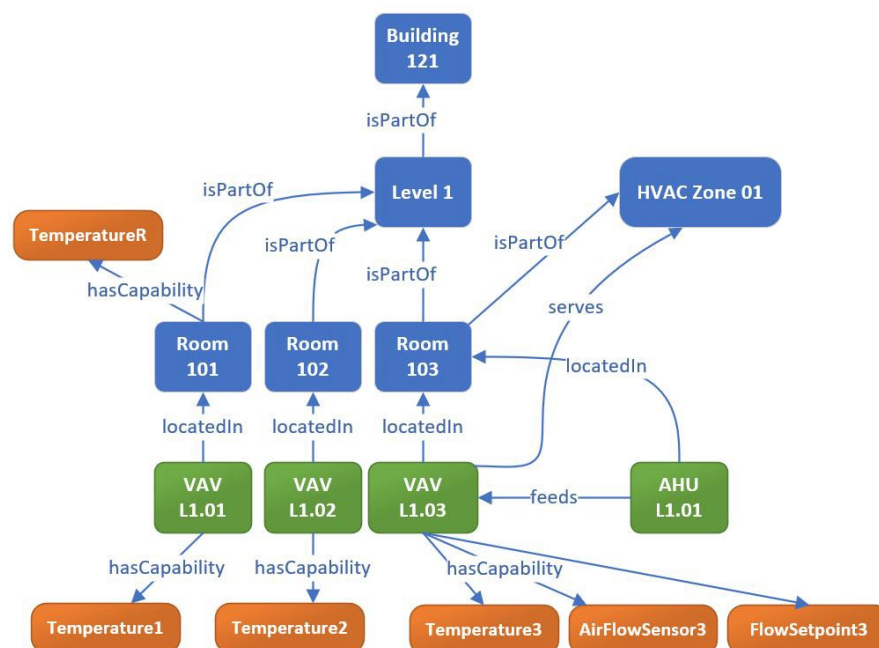 Building
121
isPartOf
isPartOf
Level 1
HVAC Zone 01
TemperatureR
isPartOf
isPartOf
isPartOf
hasCapability
serves
Room
101
Room
102
Room
103
locatedIn
locatedIn
locatedIn
locatedIn
VAV
L1.01
VAV
L1.02
VAV
L1.03
feeds
AHU
L1.01
hasCapability
hasCapability
hasCapability
Temperature1
Temperature2
Temperature3
AirFlowSensor3
FlowSetpoint3